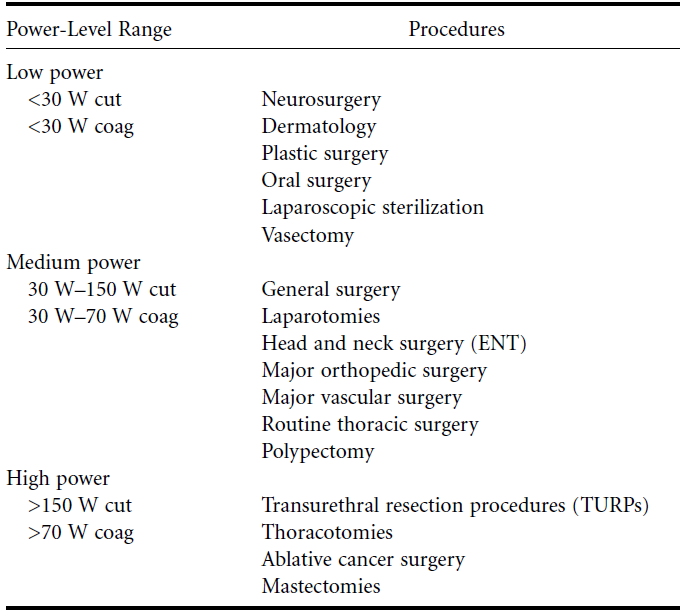 Power-Level Range Procedures
Low power
<30 W cut Neurosurgery
<30 W coag Dermatology
Plastic surgery
Oral surgery
Laparoscopic sterilization
Vasectomy
Medium power
30 W–150 W cut General surgery
30 W–70 W coag Laparotomies
Head and neck surgery (ENT)
Major orthopedic surgery
Major vascular surgery
Routine thoracic surgery
Polypectomy
High power
>150 W cut Transurethral resection procedures (TURPs)
>70 W coag Thoracotomies
Ablative cancer surgery
Mastectomies